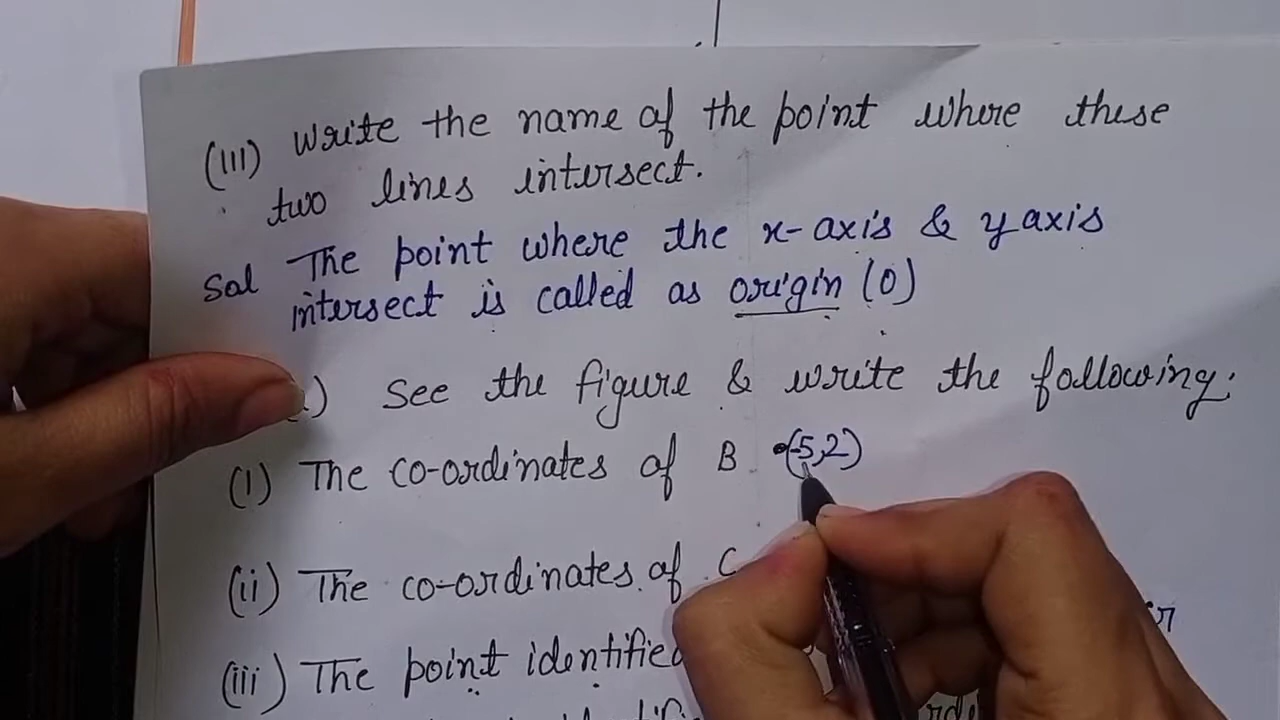 (III) Write the name of the point where these
two lines intersect.
Sol The point where the x-axis & y axis
intersect is called as origin (0)
See the figure & write the following:
(I) The co-ordinates of B (-5,2)
(ii) The co-ordinates of C
(iii) The point identified